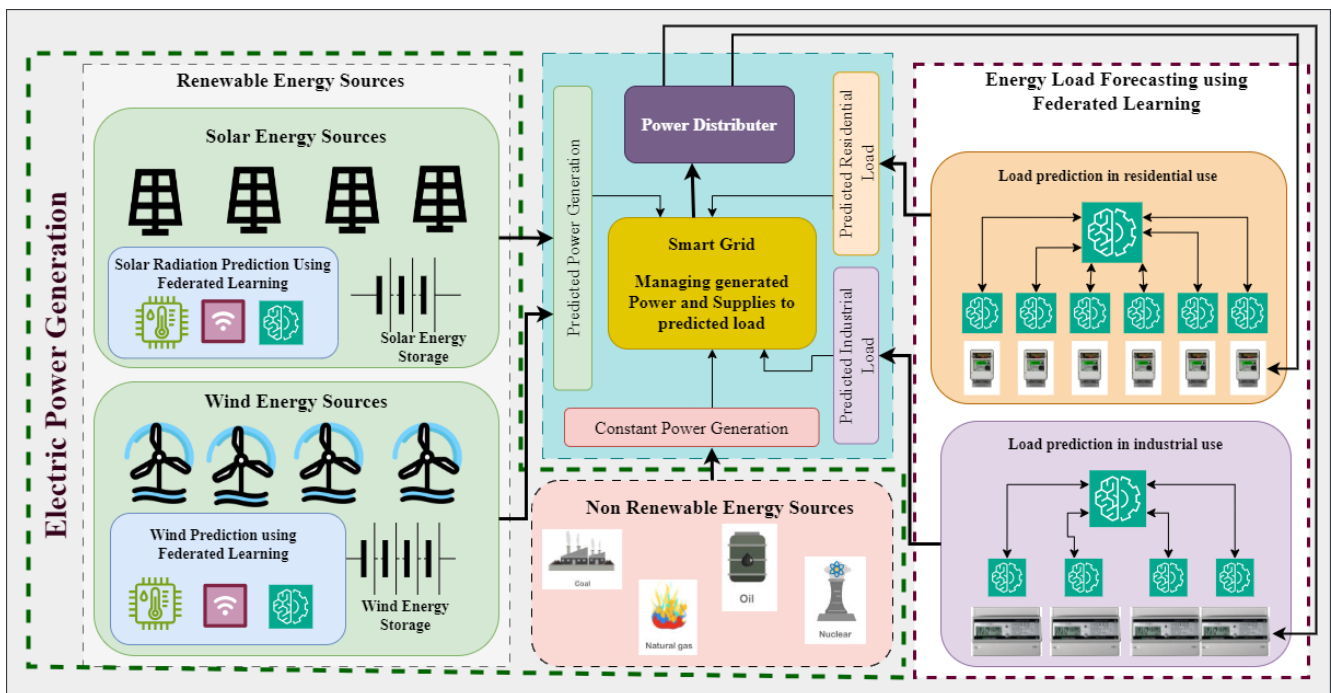 Electric Power Generation
Renewable Energy Sources
Solar Energy Sources
Solar Radiation Prediction Using
Federated Learning
Solar Energy
Storage
Wind Energy Sources
Wind Prediction using
Federated Learning
Wind Energy
Storage
Predicted Power Generation
Power Distributer
Predicted Residential
Load
Smart Grid
Managing generated
Power and Supplies to
predicted load
Predicted Industrial
Load
Constant Power Generation
Non Renewable Energy Sources
Coal
Natural gas
Oil
Nuclear
Energy Load Forecasting using
Federated Learning
Load prediction in residential use
Load prediction in industrial use